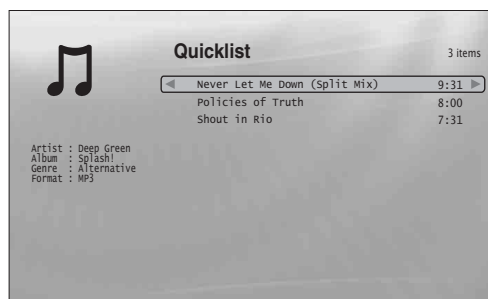 Quicklist
3 items
Never Let Me Down (Split Mix) 9:31
Policies of Truth 8:00
Shout in Rio 7:31
Artist : Deep Green
Album : Splash!
Genre : Alternative
Format : MP3